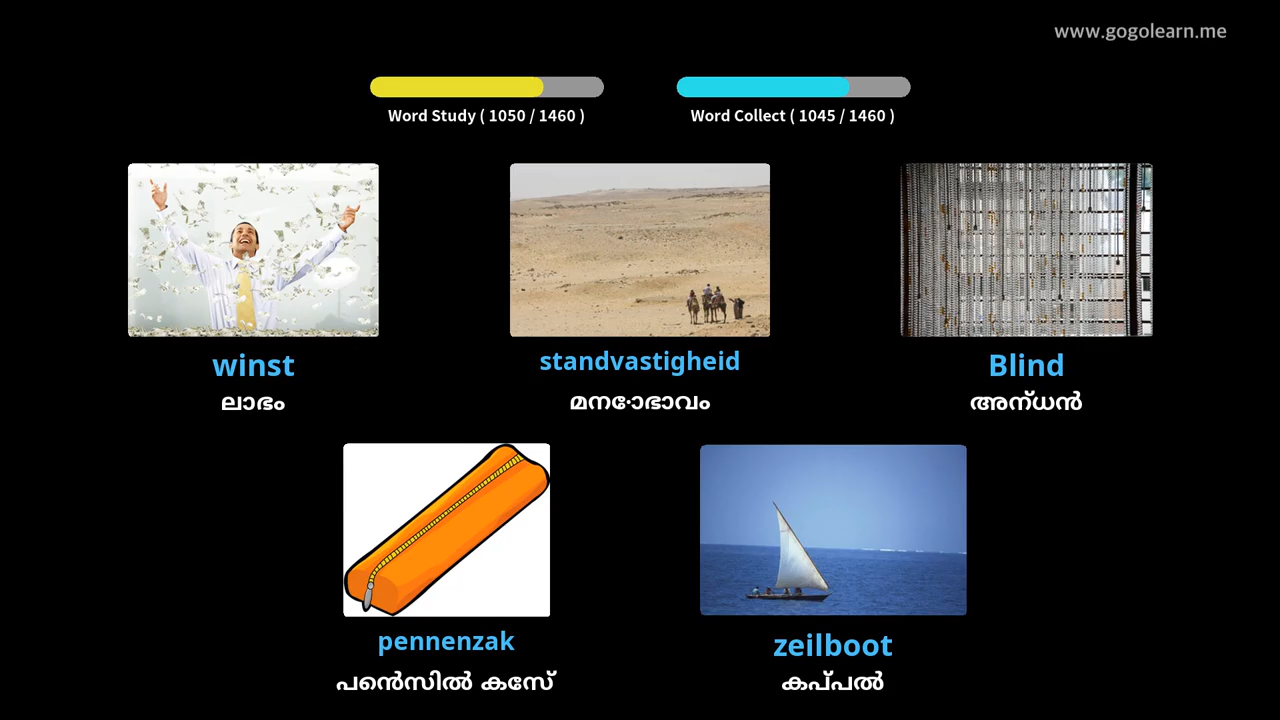 www.gogolearn.me
Word Study ( 1050 / 1460 )
Word Collect ( 1045 / 1460 )
winst
ലാഭം
standvastigheid
മനോഭാവം
Blind
അന്ധൻ
pennenzak
പെൻസിൽ കേസ്
zeilboot
കപ്പൽ